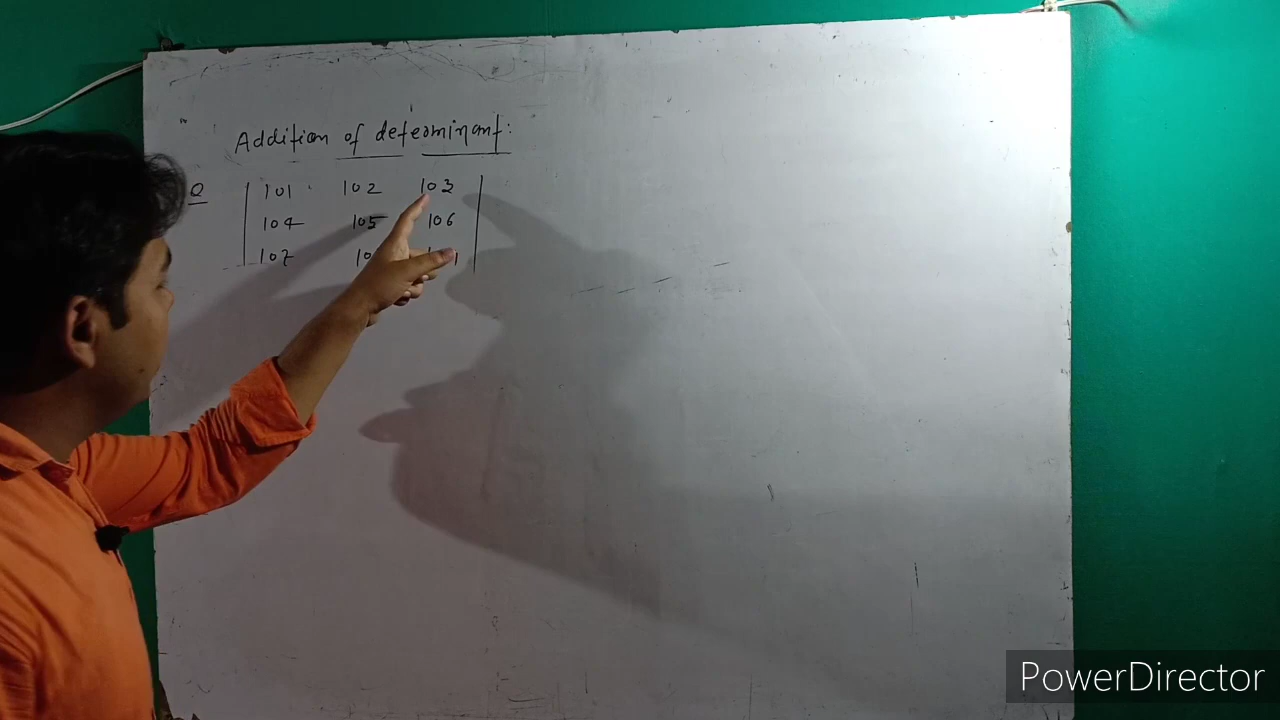 Addition of determinant:
Q 101 102 103
104 105 106
107
PowerDirector